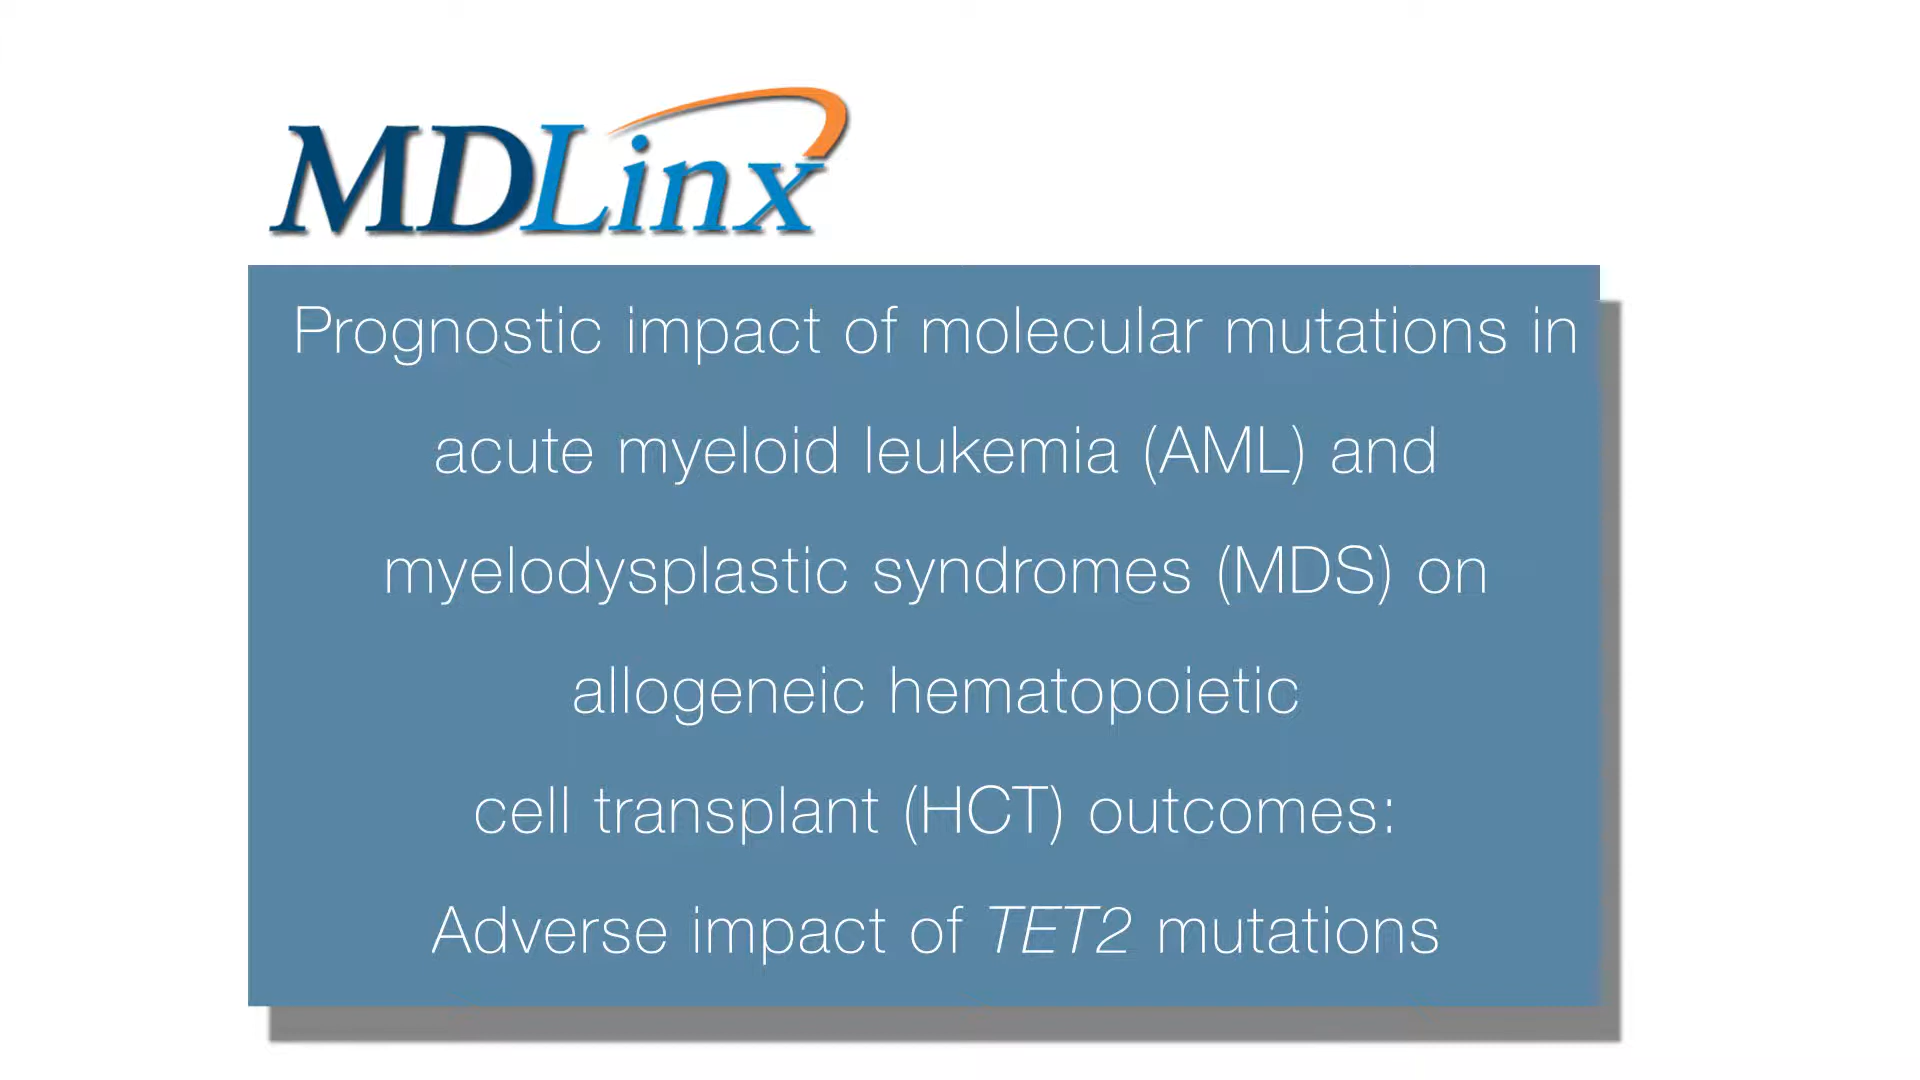 MDLinx
Prognostic impact of molecular mutations in
acute myeloid leukemia (AML) and
myelodysplastic syndromes (MDS) on
allogeneic hematopoietic
cell transplant (HCT) outcomes:
Adverse impact of TET2 mutations